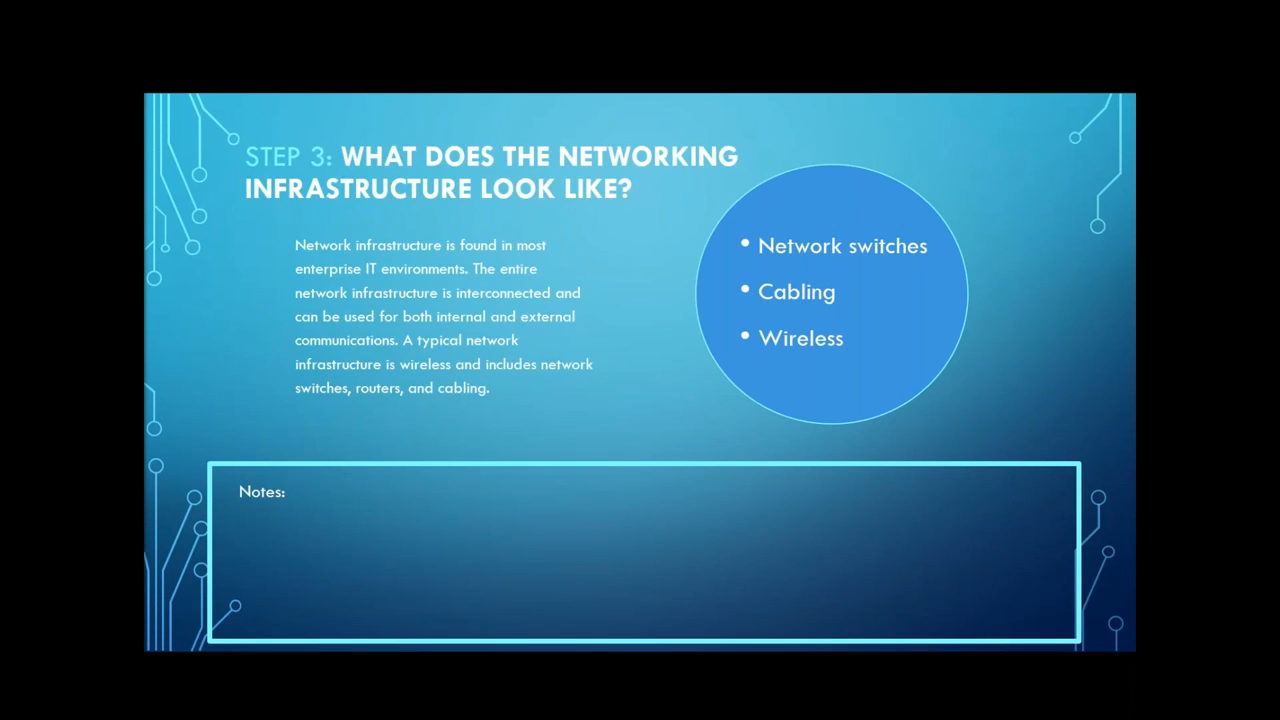 STEP 3: WHAT DOES THE NETWORKING
INFRASTRUCTURE LOOK LIKE?
Network infrastructure is found in most
enterprise IT environments. The entire
network infrastructure is interconnected and
can be used for both internal and external
communications. A typical network
infrastructure is wireless and includes network
switches, routers, and cabling.
• Network switches
• Cabling
• Wireless
Notes: